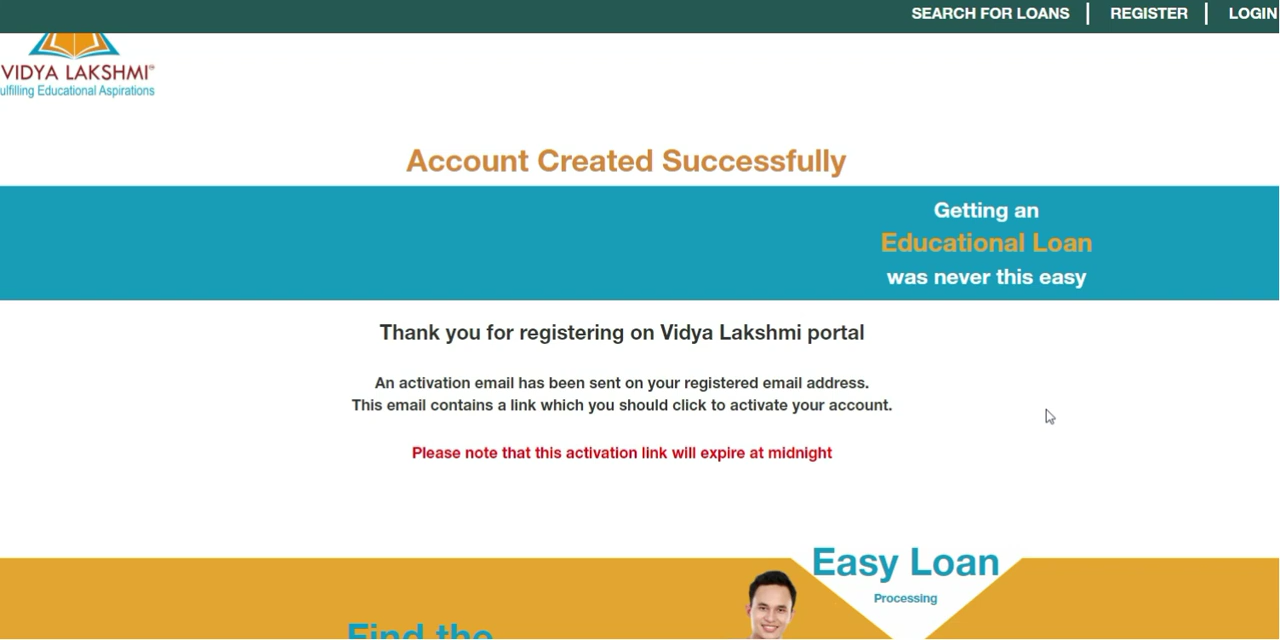 SEARCH FOR LOANS | REGISTER | LOGIN
VIDYA LAKSHMI
ulfilling Educational Aspirations
Account Created Successfully
Getting an
Educational Loan
was never this easy
Thank you for registering on Vidya Lakshmi portal
An activation email has been sent on your registered email address.
This email contains a link which you should click to activate your account.
Please note that this activation link will expire at midnight
Easy Loan
Processing
Find the